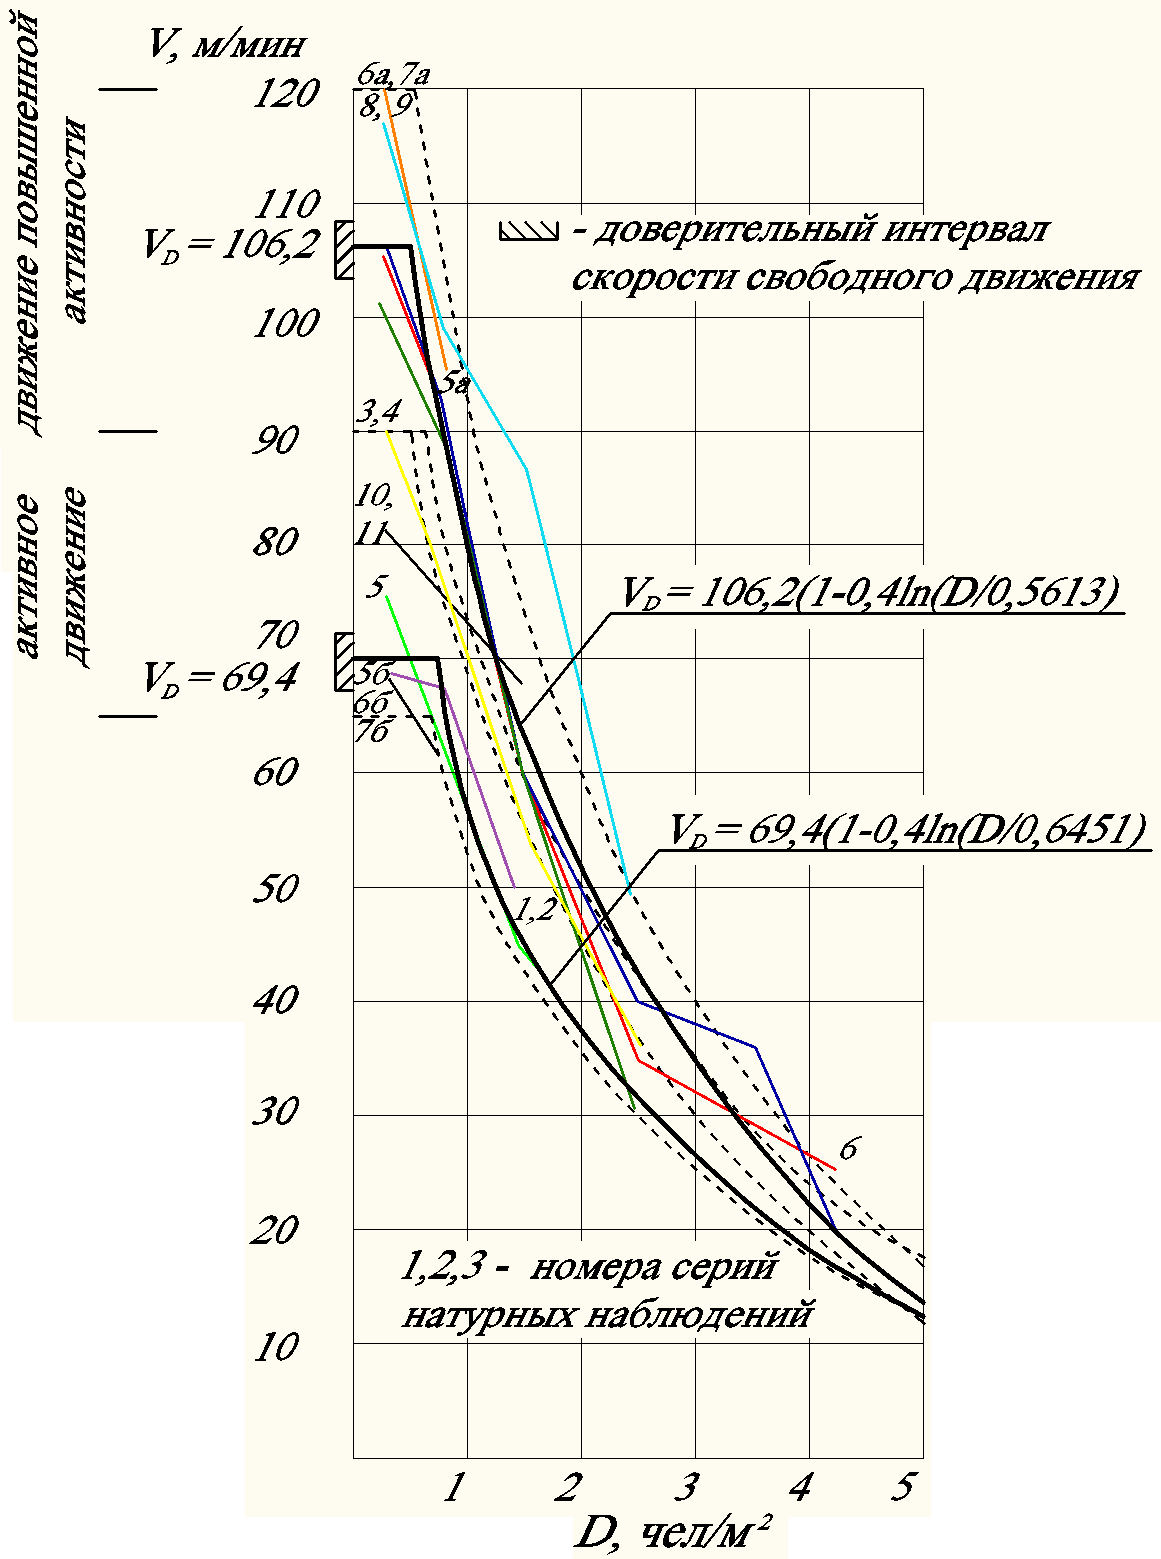 движение повышенной
активности
активное
движение
V, м/мин
120
110
V_D = 106,2
100
90
80
70
V_D = 69,4
60
50
40
30
20
10
6а,7а
8, 9
- доверительный интервал
скорости свободного движения
5а
3,4
10,
11
5
5б
6б
7б
V_D = 106,2(1-0,4ln(D/0,5613)
V_D = 69,4(1-0,4ln(D/0,6451)
1,2
6
1,2,3 - номера серий
натурных наблюдений
1 2 3 4 5
D, чел/м²